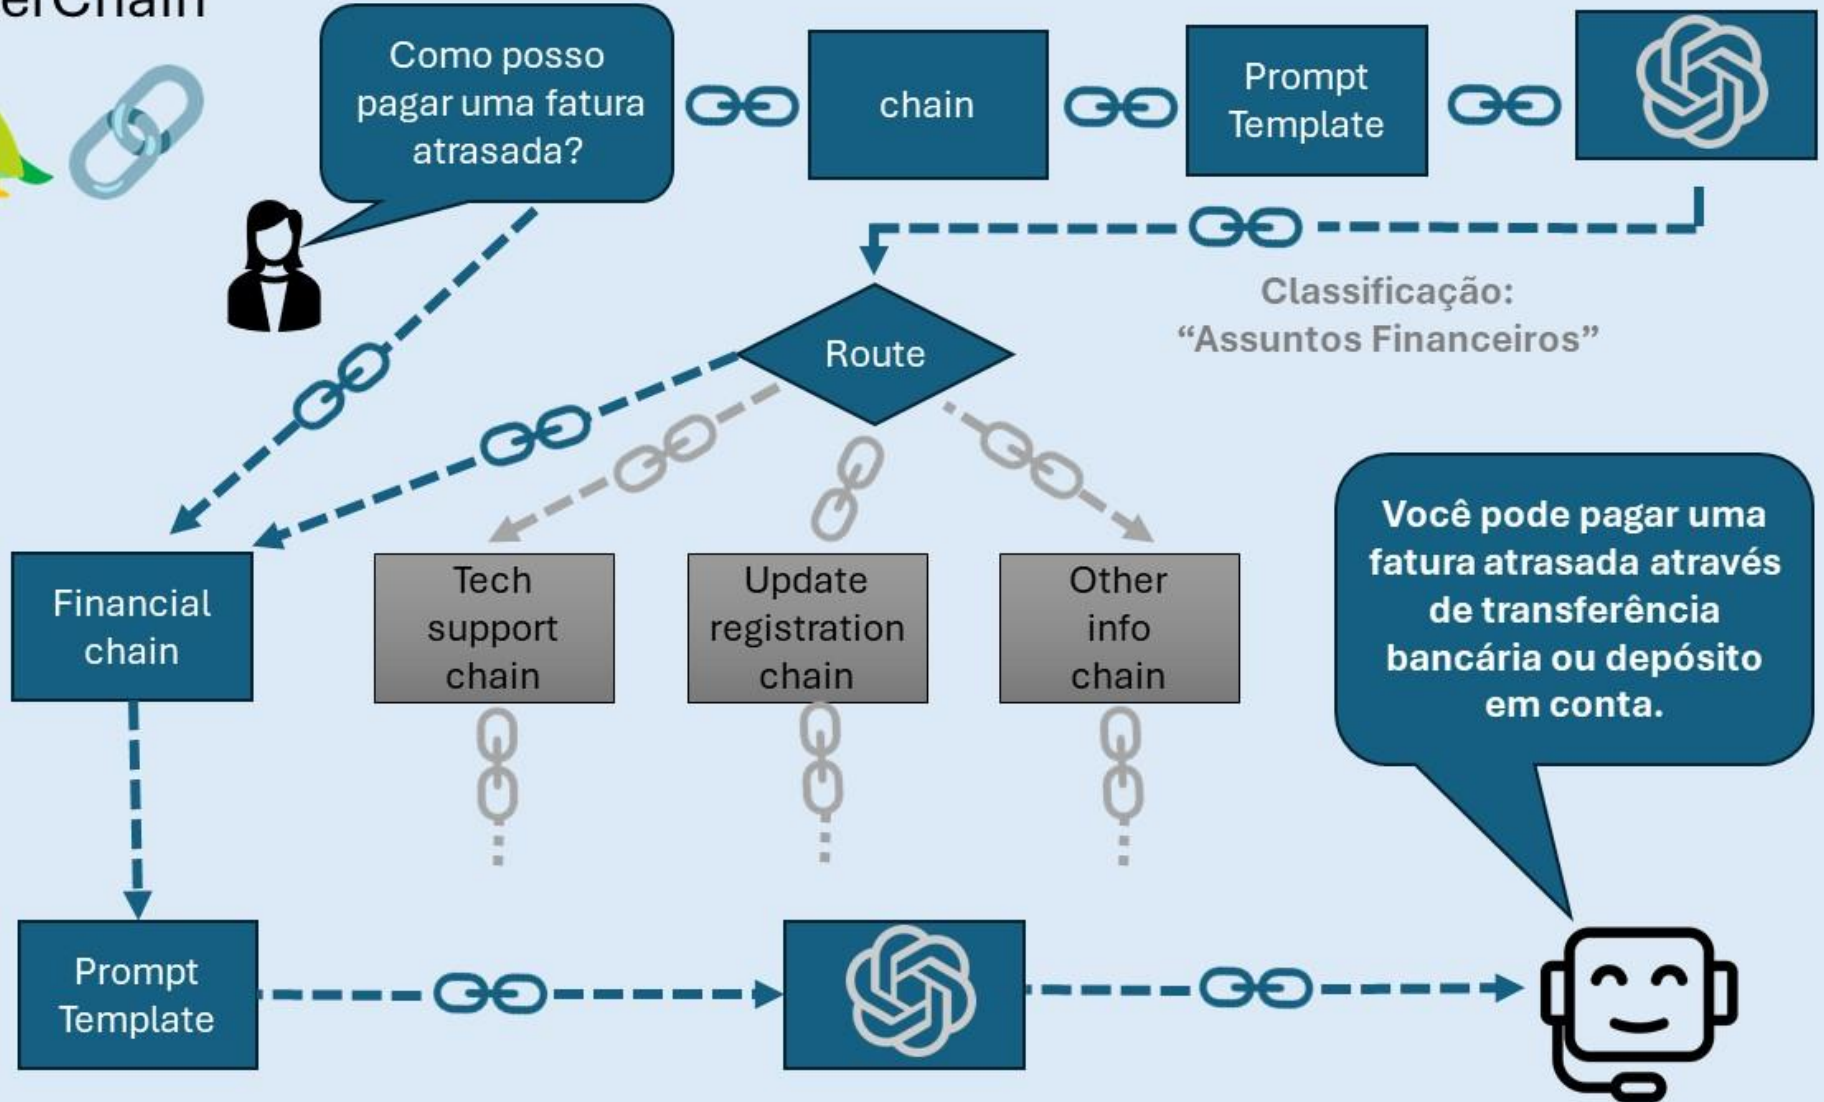 erChain
Como posso
pagar uma fatura
atrasada?
chain
Prompt
Template
Classificação:
“Assuntos Financeiros”
Route
Financial
chain
Tech
support
chain
Update
registration
chain
Other
info
chain
Você pode pagar uma
fatura atrasada através
de transferência
bancária ou depósito
em conta.
Prompt
Template